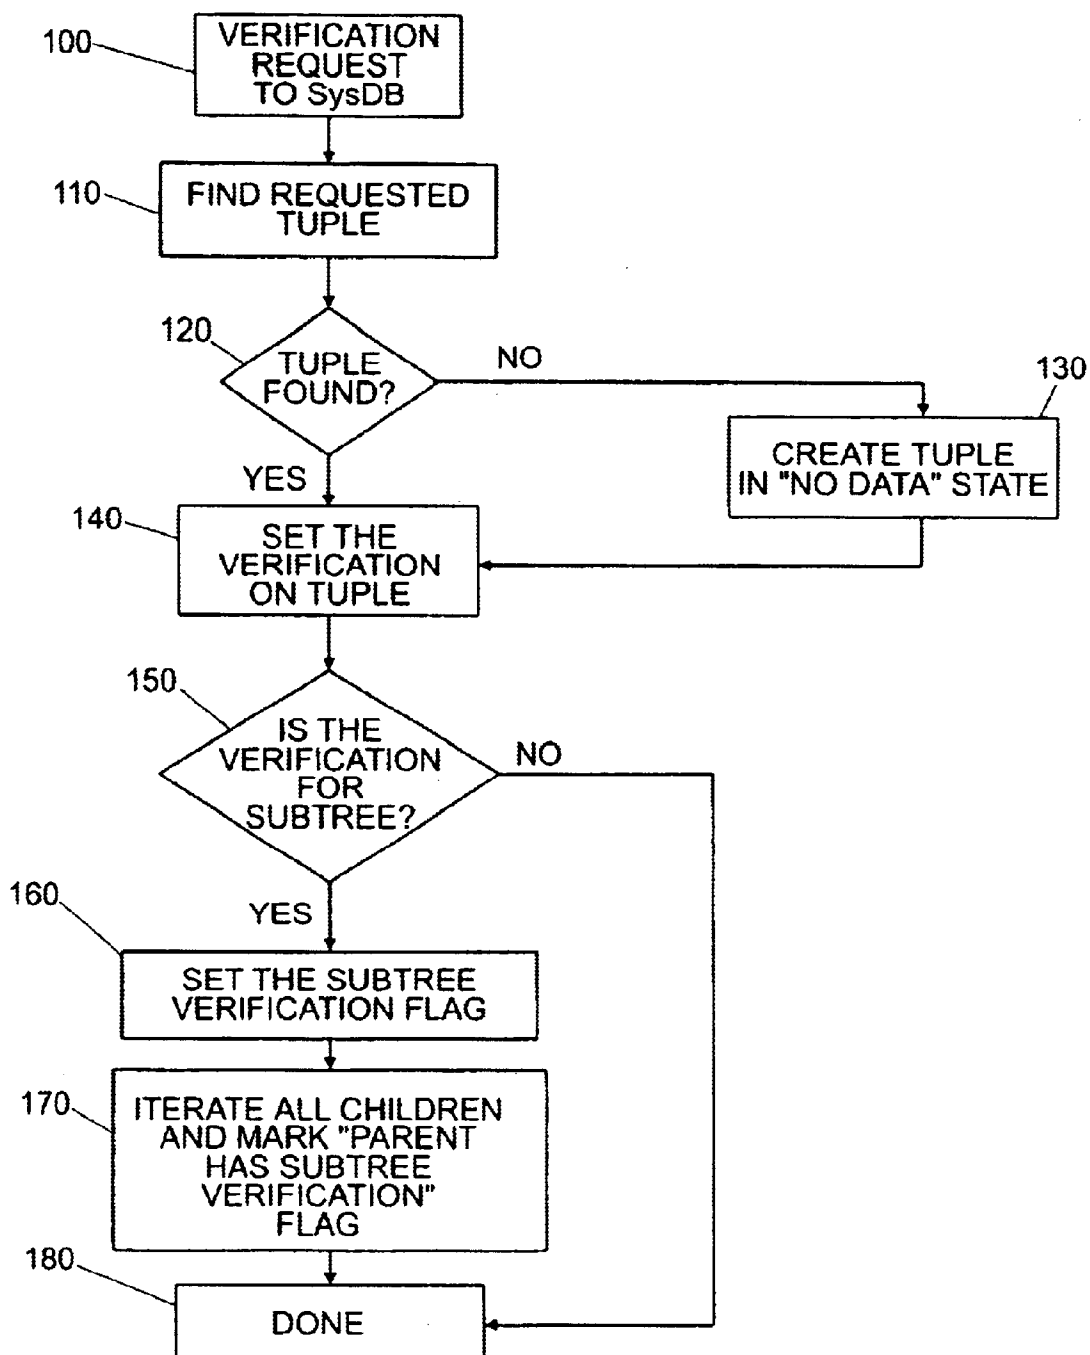 100
VERIFICATION
REQUEST
TO SysDB
110
FIND REQUESTED
TUPLE
120
TUPLE
FOUND?
NO
130
CREATE TUPLE
IN "NO DATA" STATE
YES
140
SET THE
VERIFICATION
ON TUPLE
150
IS THE
VERIFICATION
FOR
SUBTREE?
NO
YES
160
SET THE SUBTREE
VERIFICATION FLAG
170
ITERATE ALL CHILDREN
AND MARK "PARENT
HAS SUBTREE
VERIFICATION"
FLAG
180
DONE